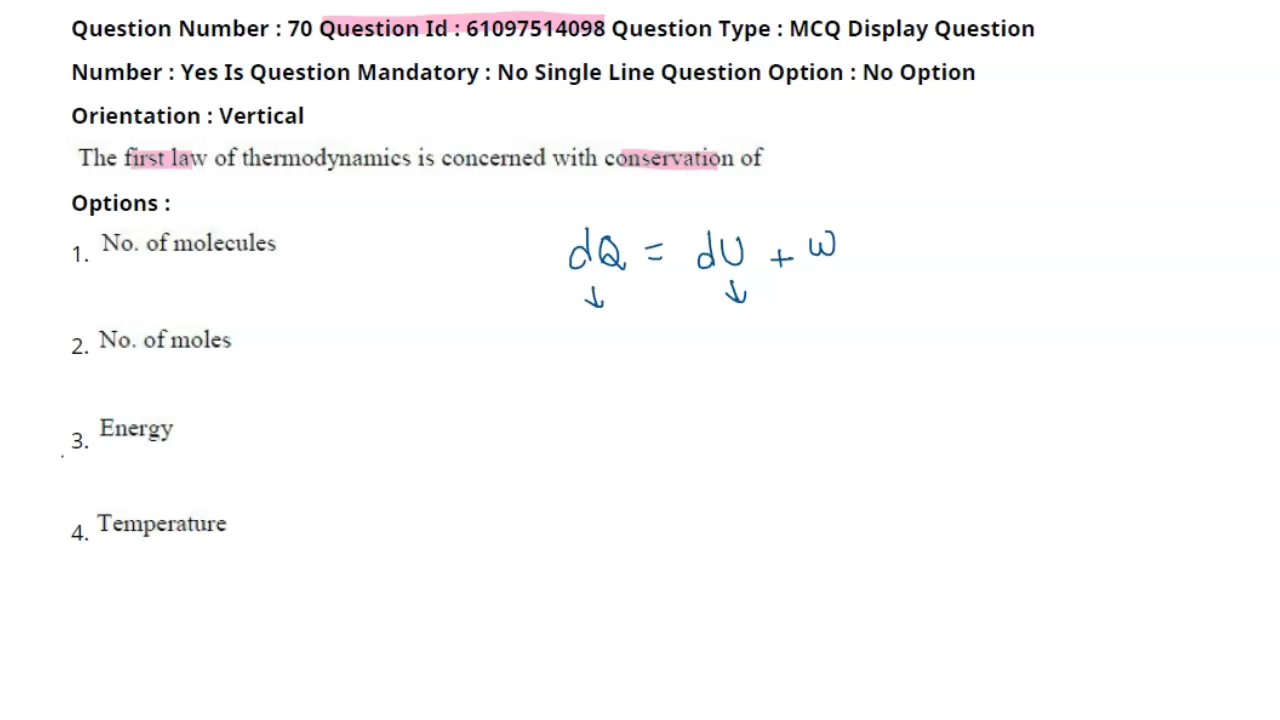 Question Number : 70 Question Id : 61097514098 Question Type : MCQ Display Question
Number : Yes Is Question Mandatory : No Single Line Question Option : No Option
Orientation : Vertical
The first law of thermodynamics is concerned with conservation of
Options :
1. No. of molecules
dQ = dU + W
2. No. of moles
3. Energy
4. Temperature